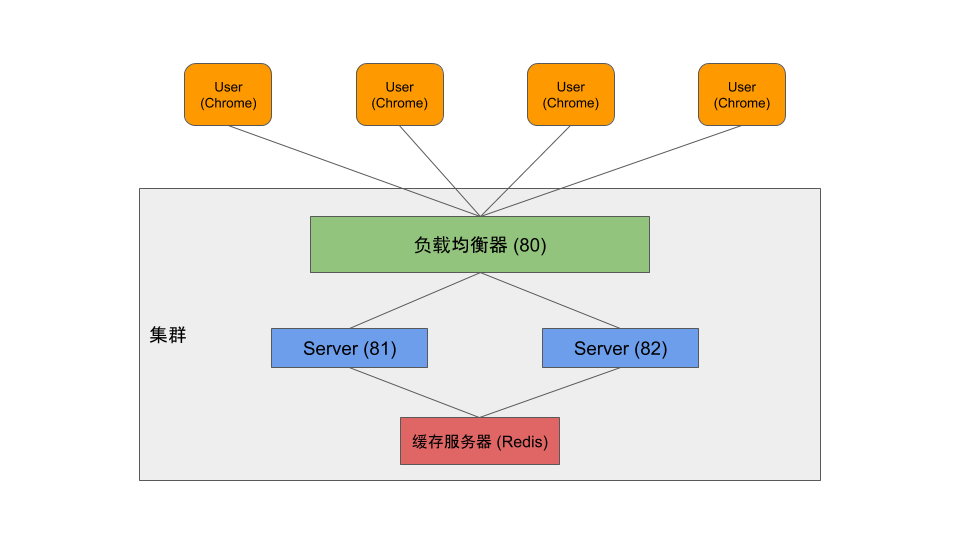 User
(Chrome)
User
(Chrome)
User
(Chrome)
User
(Chrome)
负载均衡器 (80)
集群
Server (81)
Server (82)
缓存服务器 (Redis)